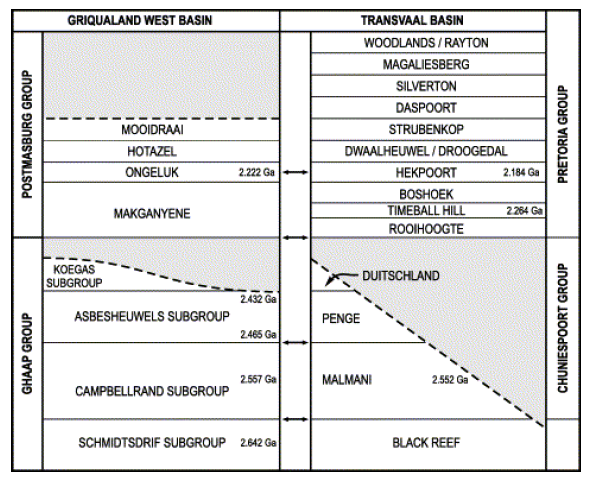 GRIQUALAND WEST BASIN
TRANSVAAL BASIN
POSTMASBURG GROUP
MOOIDRAAI
HOTAZEL
ONGELUK 2.222 Ga
MAKGANYENE
WOODLANDS / RAYTON
MAGALIESBERG
SILVERTON
DASPOORT
STRUBENKOP
DWAALHEUWEL / DROOGEDAL
HEKPOORT 2.184 Ga
BOSHOEK
TIMEBALL HILL 2.264 Ga
ROOIHOOGTE
PRETORIA GROUP
GHAAP GROUP
KOEGAS
SUBGROUP
2.432 Ga
ASBESHEUWELS SUBGROUP
2.465 Ga
CAMPBELLRAND SUBGROUP
2.557 Ga
SCHMIDTSDRIF SUBGROUP 2.642 Ga
DUITSCHLAND
PENGE
MALMANI 2.552 Ga
BLACK REEF
CHUNIESPOORT GROUP